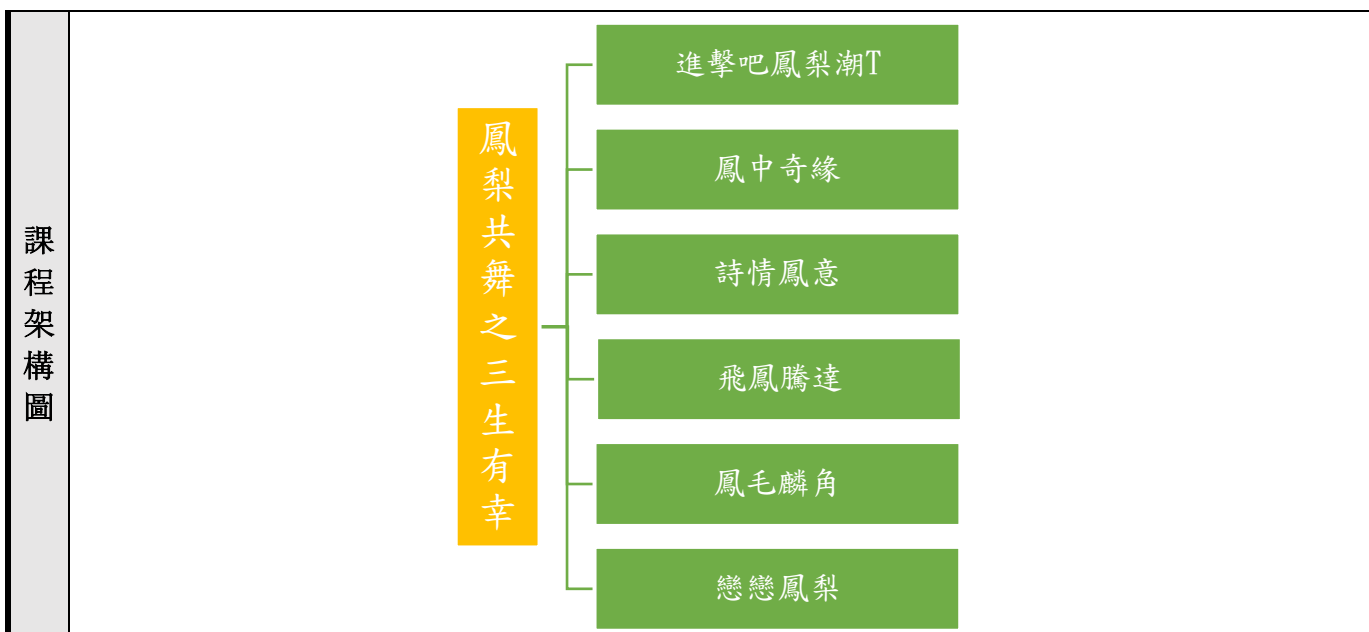 課程架構圖
鳳梨共舞之三生有幸
進擊吧鳳梨潮T
鳳中奇緣
詩情鳳意
飛鳳騰達
鳳毛麟角
戀戀鳳梨